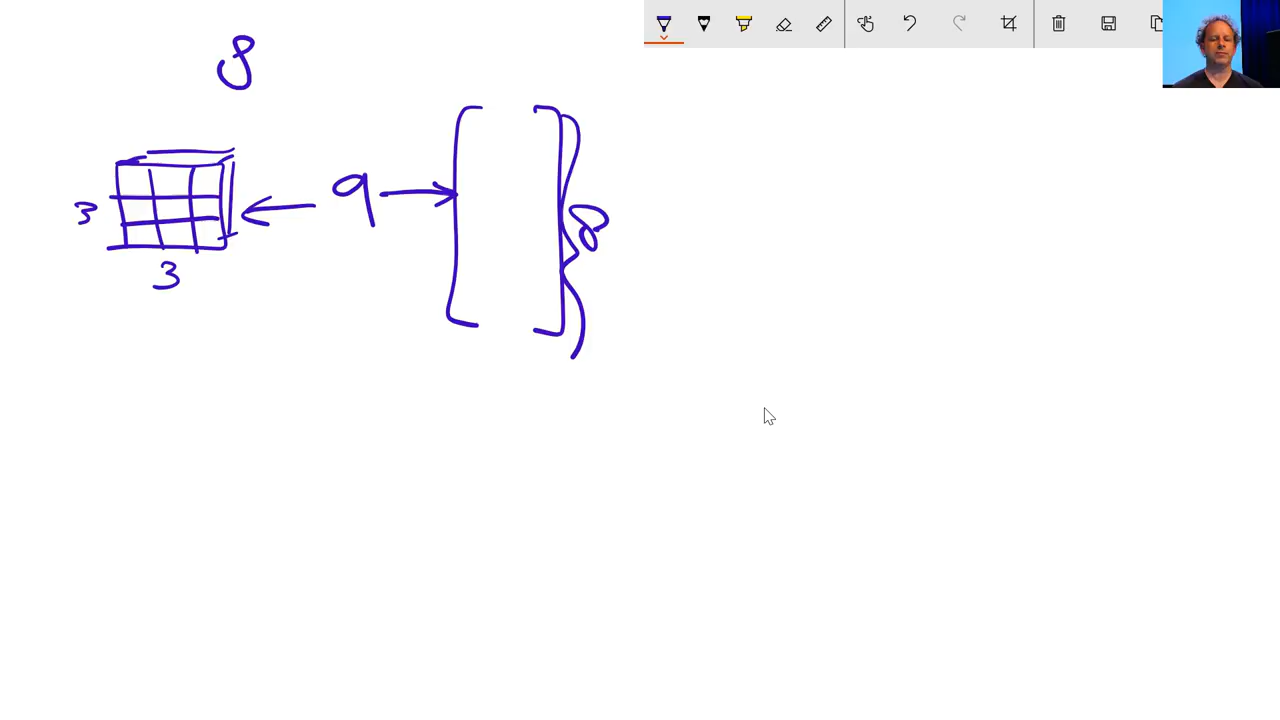 8
3 ← 9 → [ ] 8
3